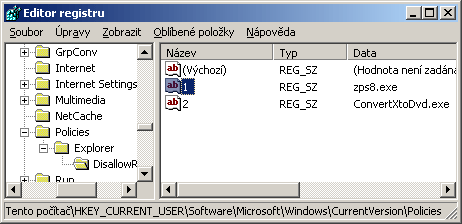 Editor registru
Soubor Úpravy Zobrazit Oblíbené položky Nápověda
GrpConv
Internet
Internet Settings
Multimedia
NetCache
Policies
Explorer
DisallowR
Run
Název Typ Data
(Výchozí) REG_SZ (Hodnota není zadána
1 REG_SZ zps8.exe
2 REG_SZ ConvertXtoDvd.exe
Tento počítač\HKEY_CURRENT_USER\Software\Microsoft\Windows\CurrentVersion\Policies